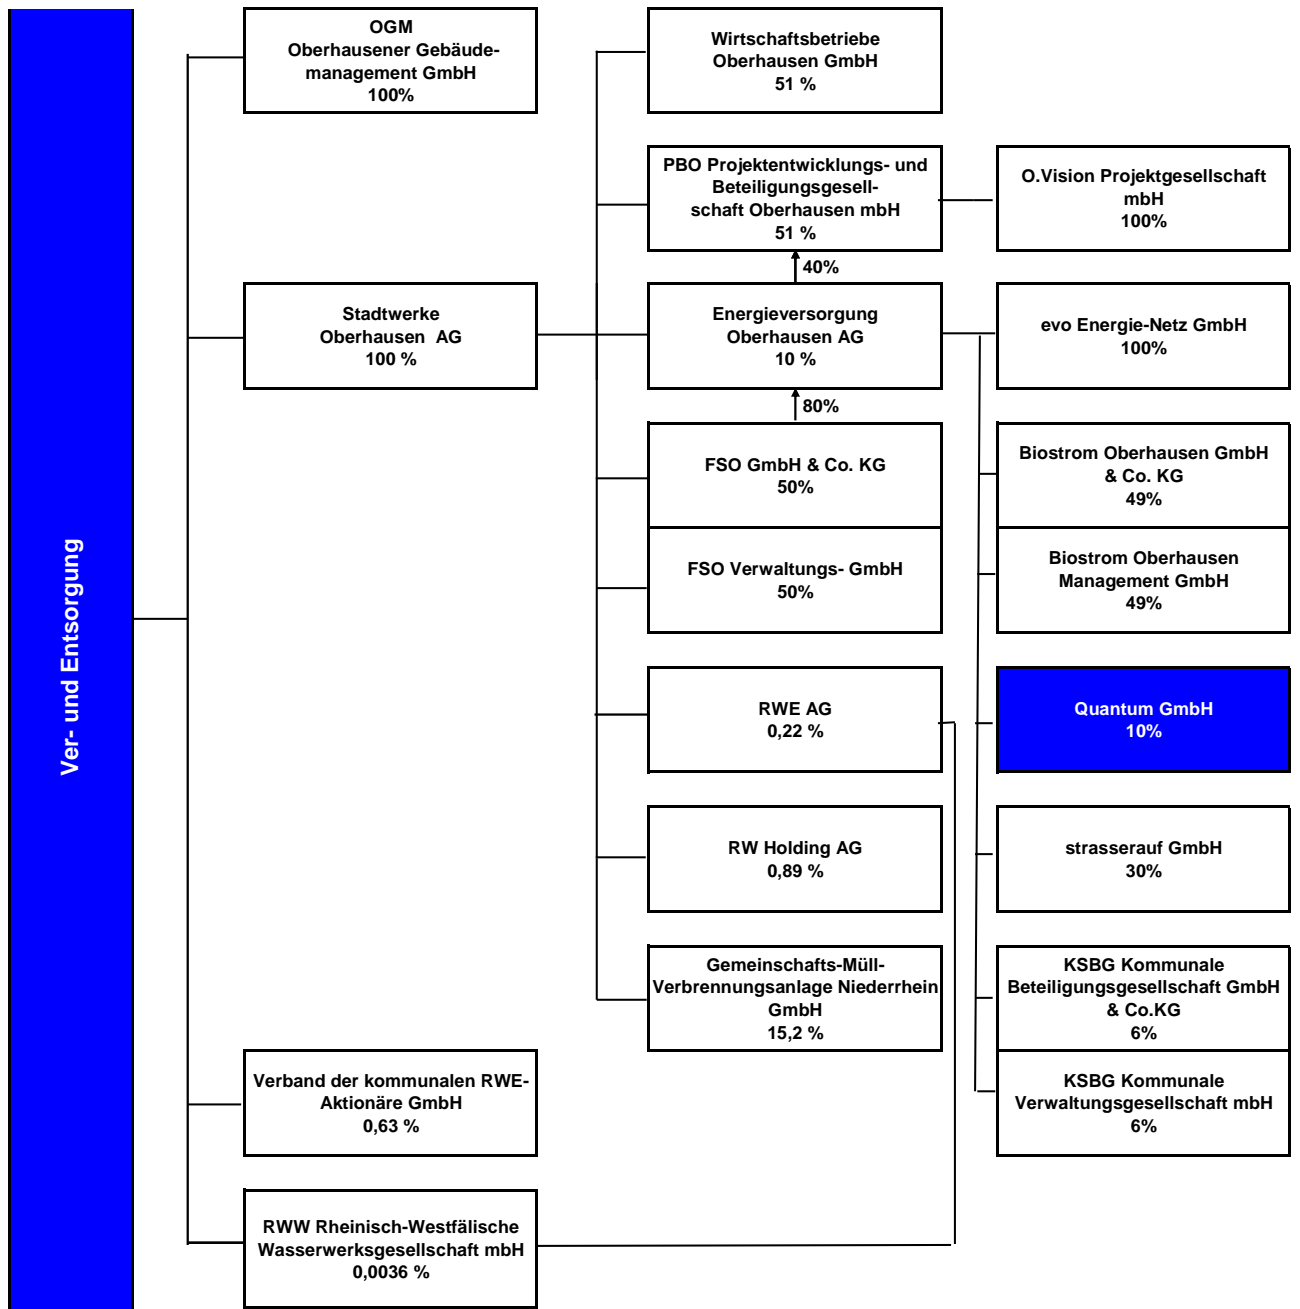 Ver- und Entsorgung
OGM
Oberhausener Gebäude-
management GmbH
100%
Stadtwerke
Oberhausen AG
100 %
Verband der kommunalen RWE-
Aktionäre GmbH
0,63 %
RWW Rheinisch-Westfälische
Wasserwerksgesellschaft mbH
0,0036 %
Wirtschaftsbetriebe
Oberhausen GmbH
51 %
PBO Projektentwicklungs- und
Beteiligungsgesell-
schaft Oberhausen mbH
51 %
40%
Energieversorgung
Oberhausen AG
10 %
80%
FSO GmbH & Co. KG
50%
FSO Verwaltungs- GmbH
50%
RWE AG
0,22 %
RW Holding AG
0,89 %
Gemeinschafts-Müll-
Verbrennungsanlage Niederrhein
GmbH
15,2 %
O.Vision Projektgesellschaft
mbH
100%
evo Energie-Netz GmbH
100%
Biostrom Oberhausen GmbH
& Co. KG
49%
Biostrom Oberhausen
Management GmbH
49%
Quantum GmbH
10%
strasserauf GmbH
30%
KSBG Kommunale
Beteiligungsgesellschaft GmbH
& Co.KG
6%
KSBG Kommunale
Verwaltungsgesellschaft mbH
6%